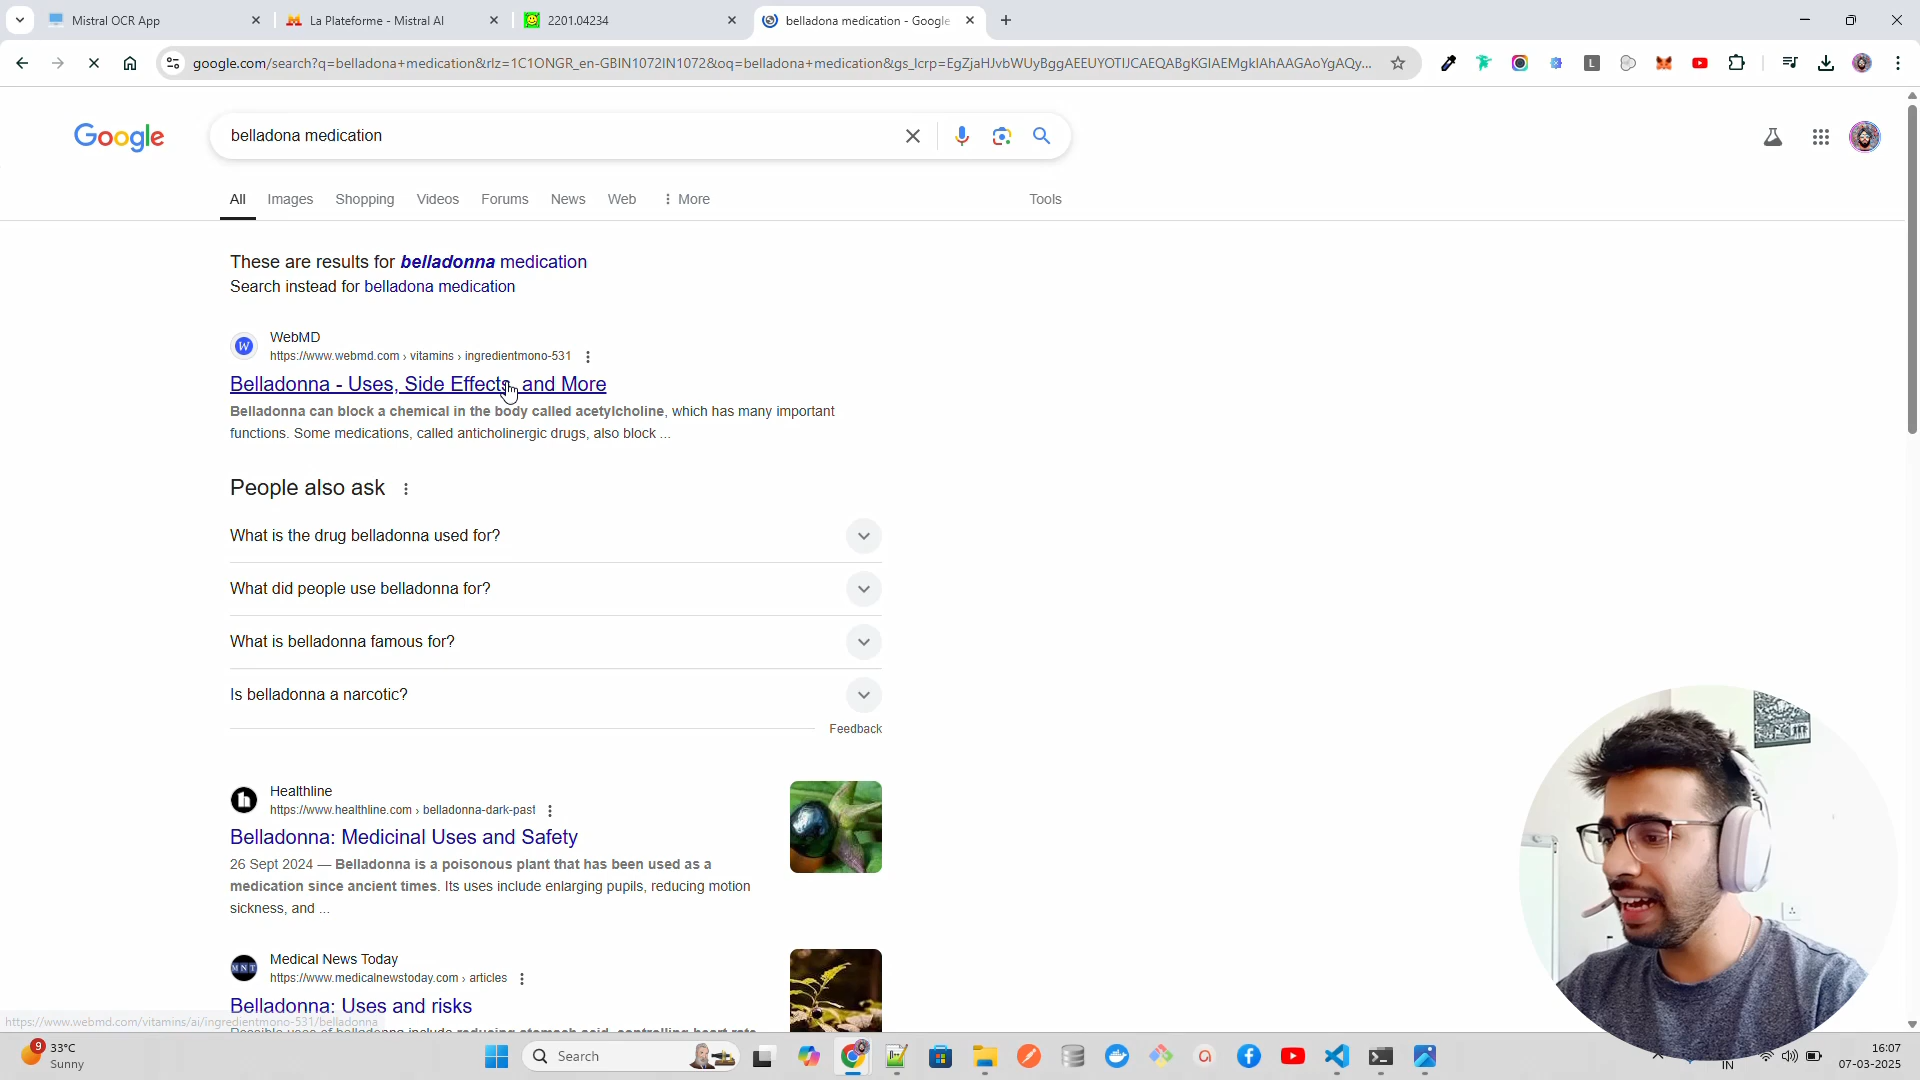 Mistral OCR App
La Plateforme - Mistral AI
2201.04234
belladona medication - Google
google.com/search?q=belladona+medication&rlz=1C1ONGR_en-GBIN1072IN1072&oq=belladona+medication&gs_lcrp=EgZjaHJvbWUyBggAEEUYOTIJCAEQABgKGIAEMgkIAhAAGAoYgAQy...
Google
belladona medication
All
Images
Shopping
Videos
Forums
News
Web
More
Tools
These are results for belladonna medication
Search instead for belladona medication
WebMD
https://www.webmd.com › vitamins › ingredientmono-531
Belladonna - Uses, Side Effects, and More
Belladonna can block a chemical in the body called acetylcholine, which has many important
functions. Some medications, called anticholinergic drugs, also block ...
People also ask
What is the drug belladonna used for?
What did people use belladonna for?
What is belladonna famous for?
Is belladonna a narcotic?
Feedback
Healthline
https://www.healthline.com › belladonna-dark-past
Belladonna: Medicinal Uses and Safety
26 Sept 2024 — Belladonna is a poisonous plant that has been used as a
medication since ancient times. Its uses include enlarging pupils, reducing motion
sickness, and ...
MNT
Medical News Today
https://www.medicalnewstoday.com › articles
Belladonna: Uses and risks
https://www.webmd.com/vitamins/ai/ingredientmono-531/belladonna
9
33°C
Sunny
Search
IN
16:07
07-03-2025